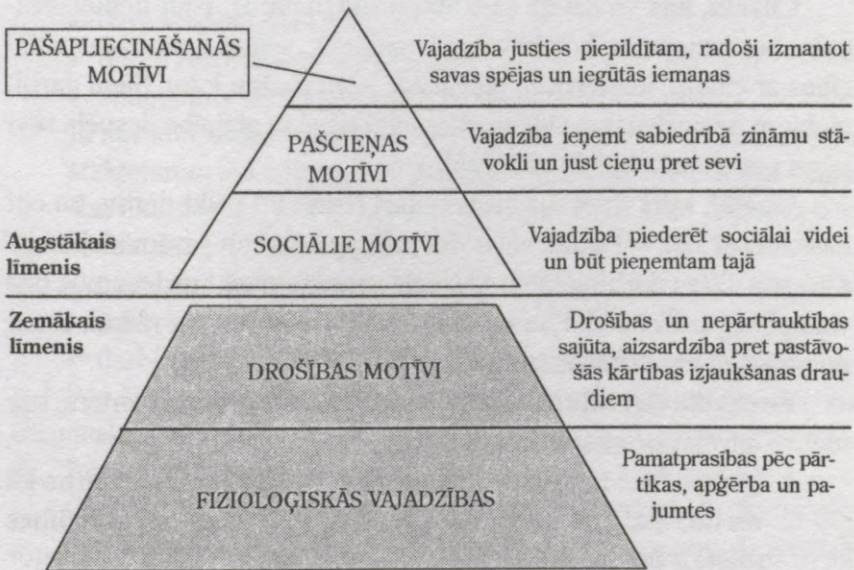 PAŠAPLIECINĀŠANĀS
MOTĪVI
Vajadzība justies piepildītam, radoši izmantot
savas spējas un iegūtās iemaņas
PAŠCIEŅAS
MOTĪVI
Vajadzība ieņemt sabiedrībā zināmu stā-
vokli un just cieņu pret sevi
Augstākais
līmenis
SOCIĀLIE MOTĪVI
Vajadzība piederēt sociālai videi
un būt pieņemtam tajā
Zemākais
līmenis
DROŠĪBAS MOTĪVI
Drošības un nepārtrauktības
sajūta, aizsardzība pret pastāvo-
šās kārtības izjaukšanas drau-
diem
FIZIOLOĢISKĀS VAJADZĪBAS
Pamatprasības pēc pār-
tikas, apģērba un pa-
jumtes